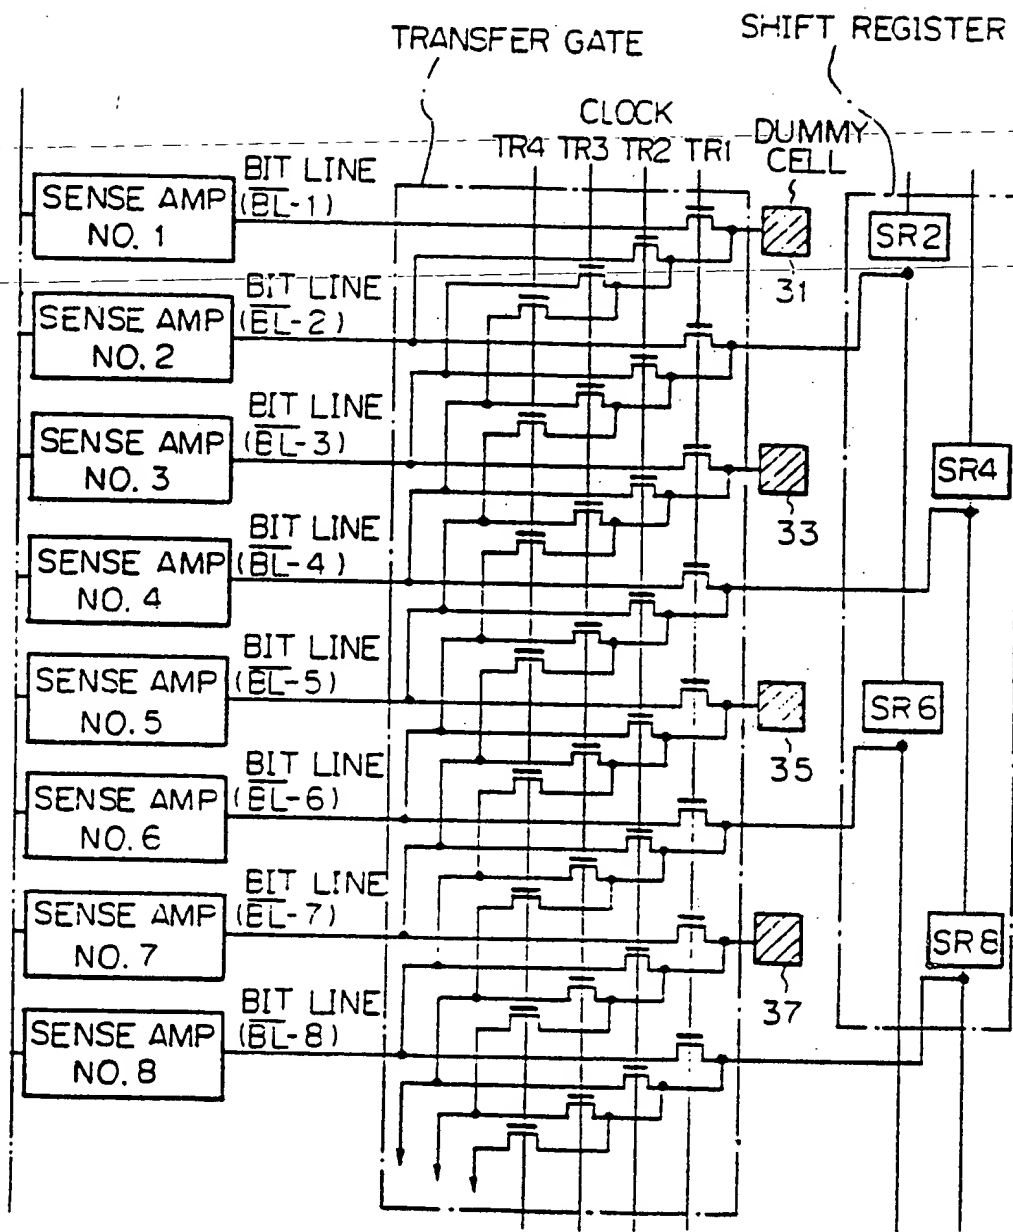 TRANSFER GATE
SHIFT REGISTER
CLOCK
TR4 TR3 TR2 TR1
DUMMY
CELL
BIT LINE
(BL-1)
SENSE AMP
NO. 1
31
SR2
BIT LINE
(BL-2)
SENSE AMP
NO. 2
BIT LINE
(BL-3)
SENSE AMP
NO. 3
33
SR4
BIT LINE
(BL-4)
SENSE AMP
NO. 4
BIT LINE
(BL-5)
SENSE AMP
NO. 5
35
SR6
BIT LINE
(BL-6)
SENSE AMP
NO. 6
BIT LINE
(BL-7)
SENSE AMP
NO. 7
37
SR8
BIT LINE
(BL-8)
SENSE AMP
NO. 8